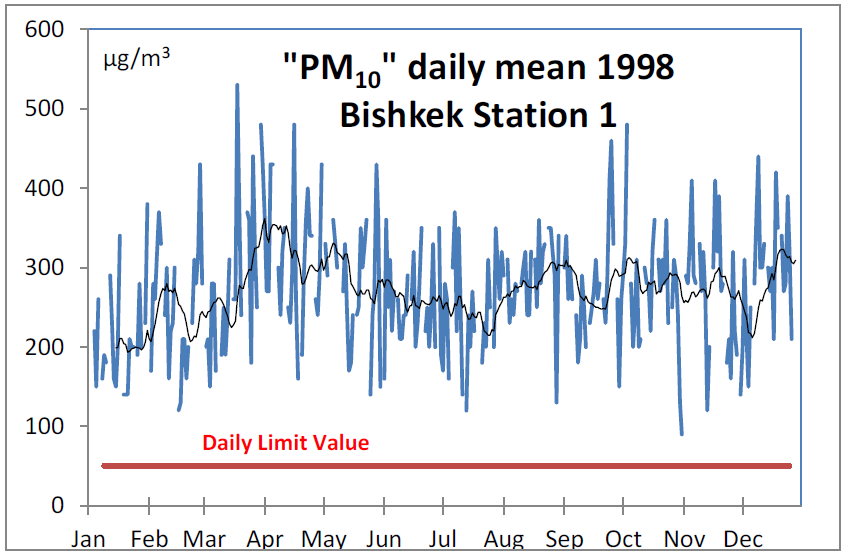 600
500
400
300
200
100
0
µg/m³
"PM₁₀" daily mean 1998
Bishkek Station 1
Daily Limit Value
Jan Feb Mar Apr May Jun Jul Aug Sep Oct Nov Dec